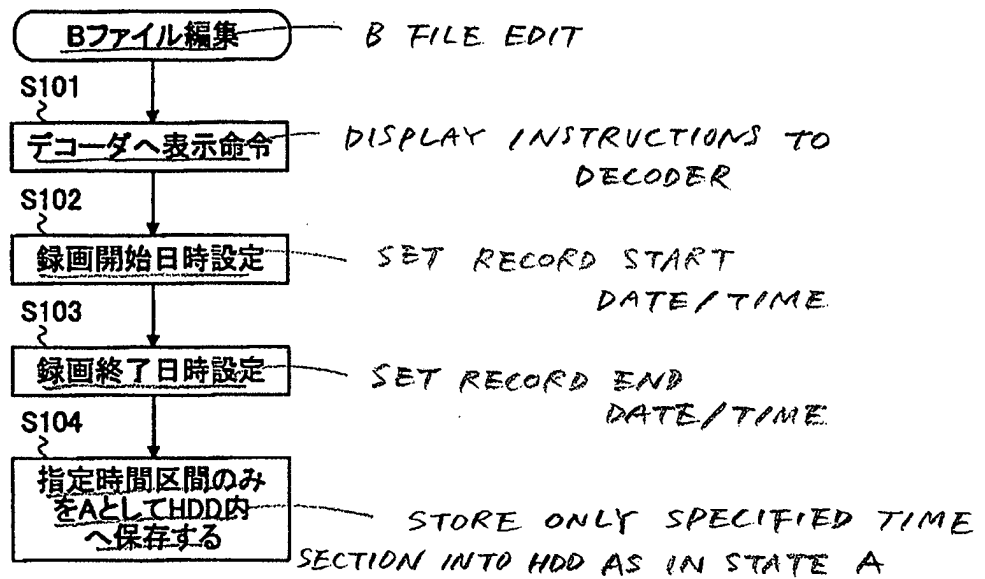 Bファイル編集
B FILE EDIT
S101
デコーダへ表示命令
DISPLAY INSTRUCTIONS TO
DECODER
S102
録画開始日時設定
SET RECORD START
DATE/TIME
S103
録画終了日時設定
SET RECORD END
DATE/TIME
S104
指定時間区間のみ
をAとしてHDD内
へ保存する
STORE ONLY SPECIFIED TIME
SECTION INTO HDD AS IN STATE A